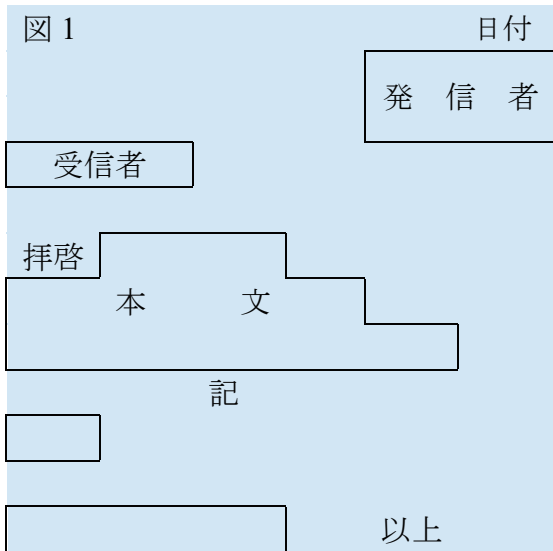 図 1 日付
発 信 者
受信者
拝啓
本 文
記
以上